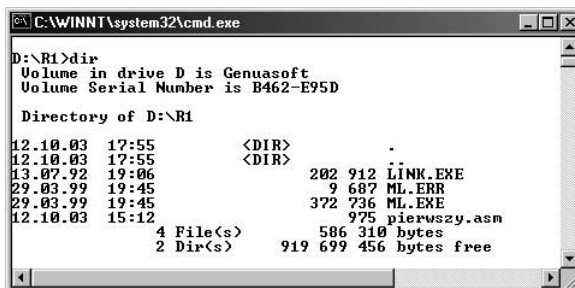 C:\WINNT\system32\cmd.exe
D:\R1>dir
Volume in drive D is Genuasoft
Volume Serial Number is B462-E95D
Directory of D:\R1
12.10.03 17:55 <DIR> .
12.10.03 17:55 <DIR> ..
13.07.92 19:06 202 912 LINK.EXE
29.03.99 19:45 9 687 ML.ERR
29.03.99 19:45 372 736 ML.EXE
12.10.03 15:12 975 pierwszy.asm
4 File(s) 586 310 bytes
2 Dir(s) 919 699 456 bytes free